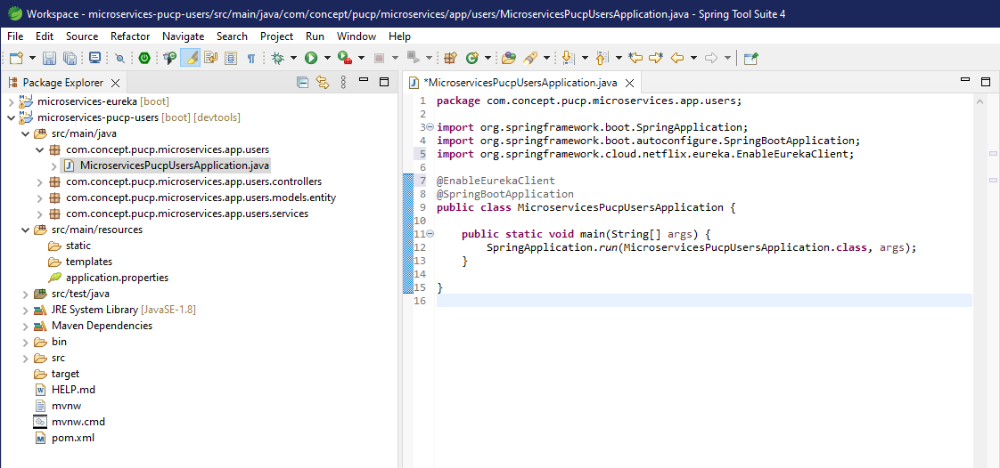 Workspace - microservices-pucp-users/src/main/java/com/concept/pucp/microservices/app/users/MicroservicesPucpUsersApplication.java - Spring Tool Suite 4
File Edit Source Refactor Navigate Search Project Run Window Help
Package Explorer
microservices-eureka [boot]
microservices-pucp-users [boot] [devtools]
src/main/java
com.concept.pucp.microservices.app.users
MicroservicesPucpUsersApplication.java
com.concept.pucp.microservices.app.users.controllers
com.concept.pucp.microservices.app.users.models.entity
com.concept.pucp.microservices.app.users.services
src/main/resources
static
templates
application.properties
src/test/java
JRE System Library [JavaSE-1.8]
Maven Dependencies
bin
src
target
HELP.md
mvnw
mvnw.cmd
pom.xml
*MicroservicesPucpUsersApplication.java
1 package com.concept.pucp.microservices.app.users;
2
3 import org.springframework.boot.SpringApplication;
4 import org.springframework.boot.autoconfigure.SpringBootApplication;
5 import org.springframework.cloud.netflix.eureka.EnableEurekaClient;
6
7 @EnableEurekaClient
8 @SpringBootApplication
9 public class MicroservicesPucpUsersApplication {
10
11 public static void main(String[] args) {
12 SpringApplication.run(MicroservicesPucpUsersApplication.class, args);
13 }
14
15 }
16